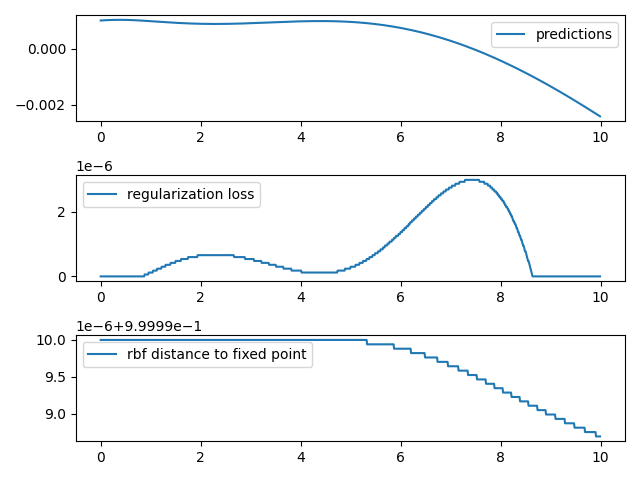 0.000
−0.002
predictions
0 2 4 6 8 10
1e−6
2
0
regularization loss
0 2 4 6 8 10
1e−6+9.9999e−1
10.0
9.5
9.0
rbf distance to fixed point
0 2 4 6 8 10